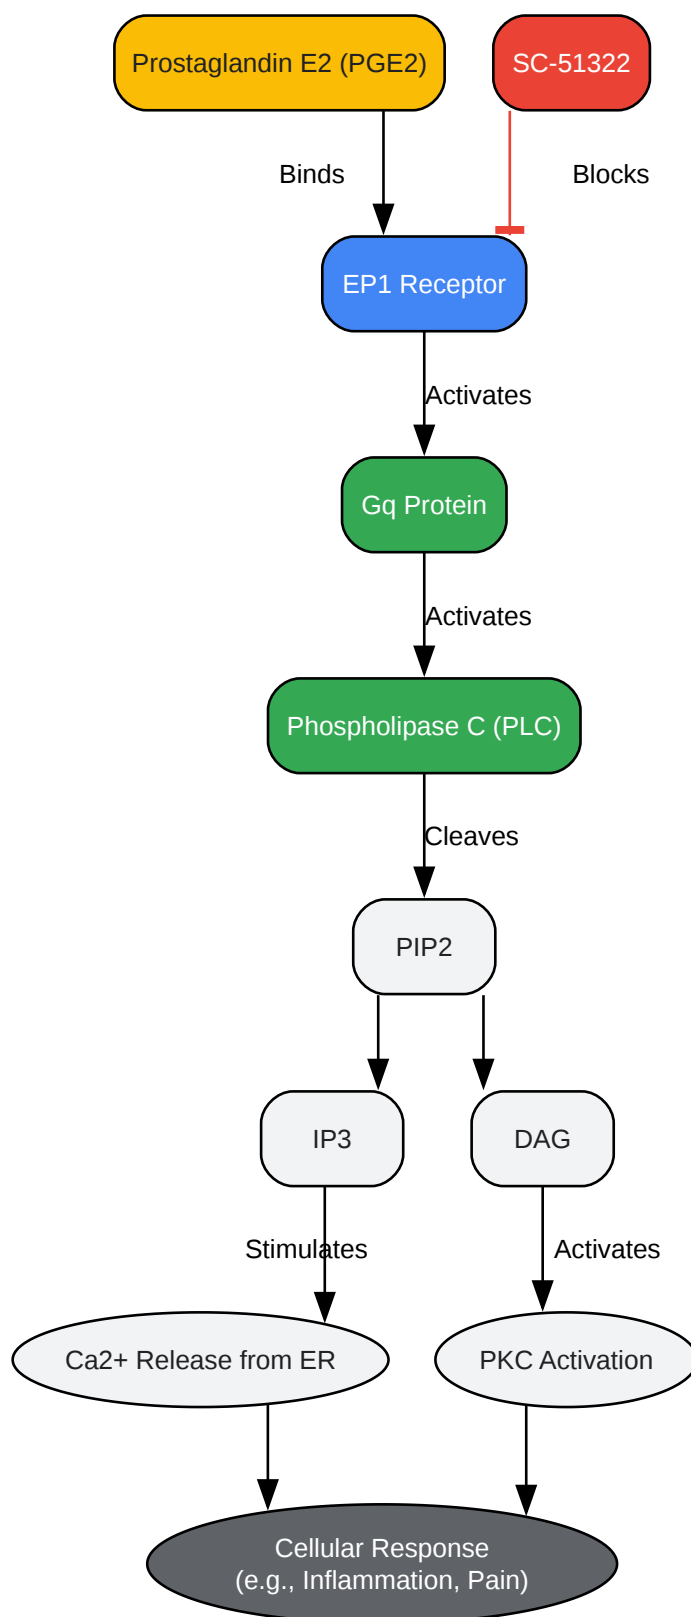 Prostaglandin E2 (PGE2)
SC-51322
Binds
Blocks
EP1 Receptor
Activates
Gq Protein
Activates
Phospholipase C (PLC)
Cleaves
PIP2
IP3
DAG
Stimulates
Activates
Ca2+ Release from ER
PKC Activation
Cellular Response
(e.g., Inflammation, Pain)